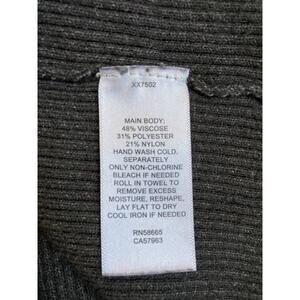 XX7502
MAIN BODY:
48% VISCOSE
31% POLYESTER
21% NYLON
HAND WASH COLD.
SEPARATELY
ONLY NON-CHLORINE
BLEACH IF NEEDED
ROLL IN TOWEL TO
REMOVE EXCESS
MOISTURE, RESHAPE,
LAY FLAT TO DRY
COOL IRON IF NEEDED
RN58665
CA57963